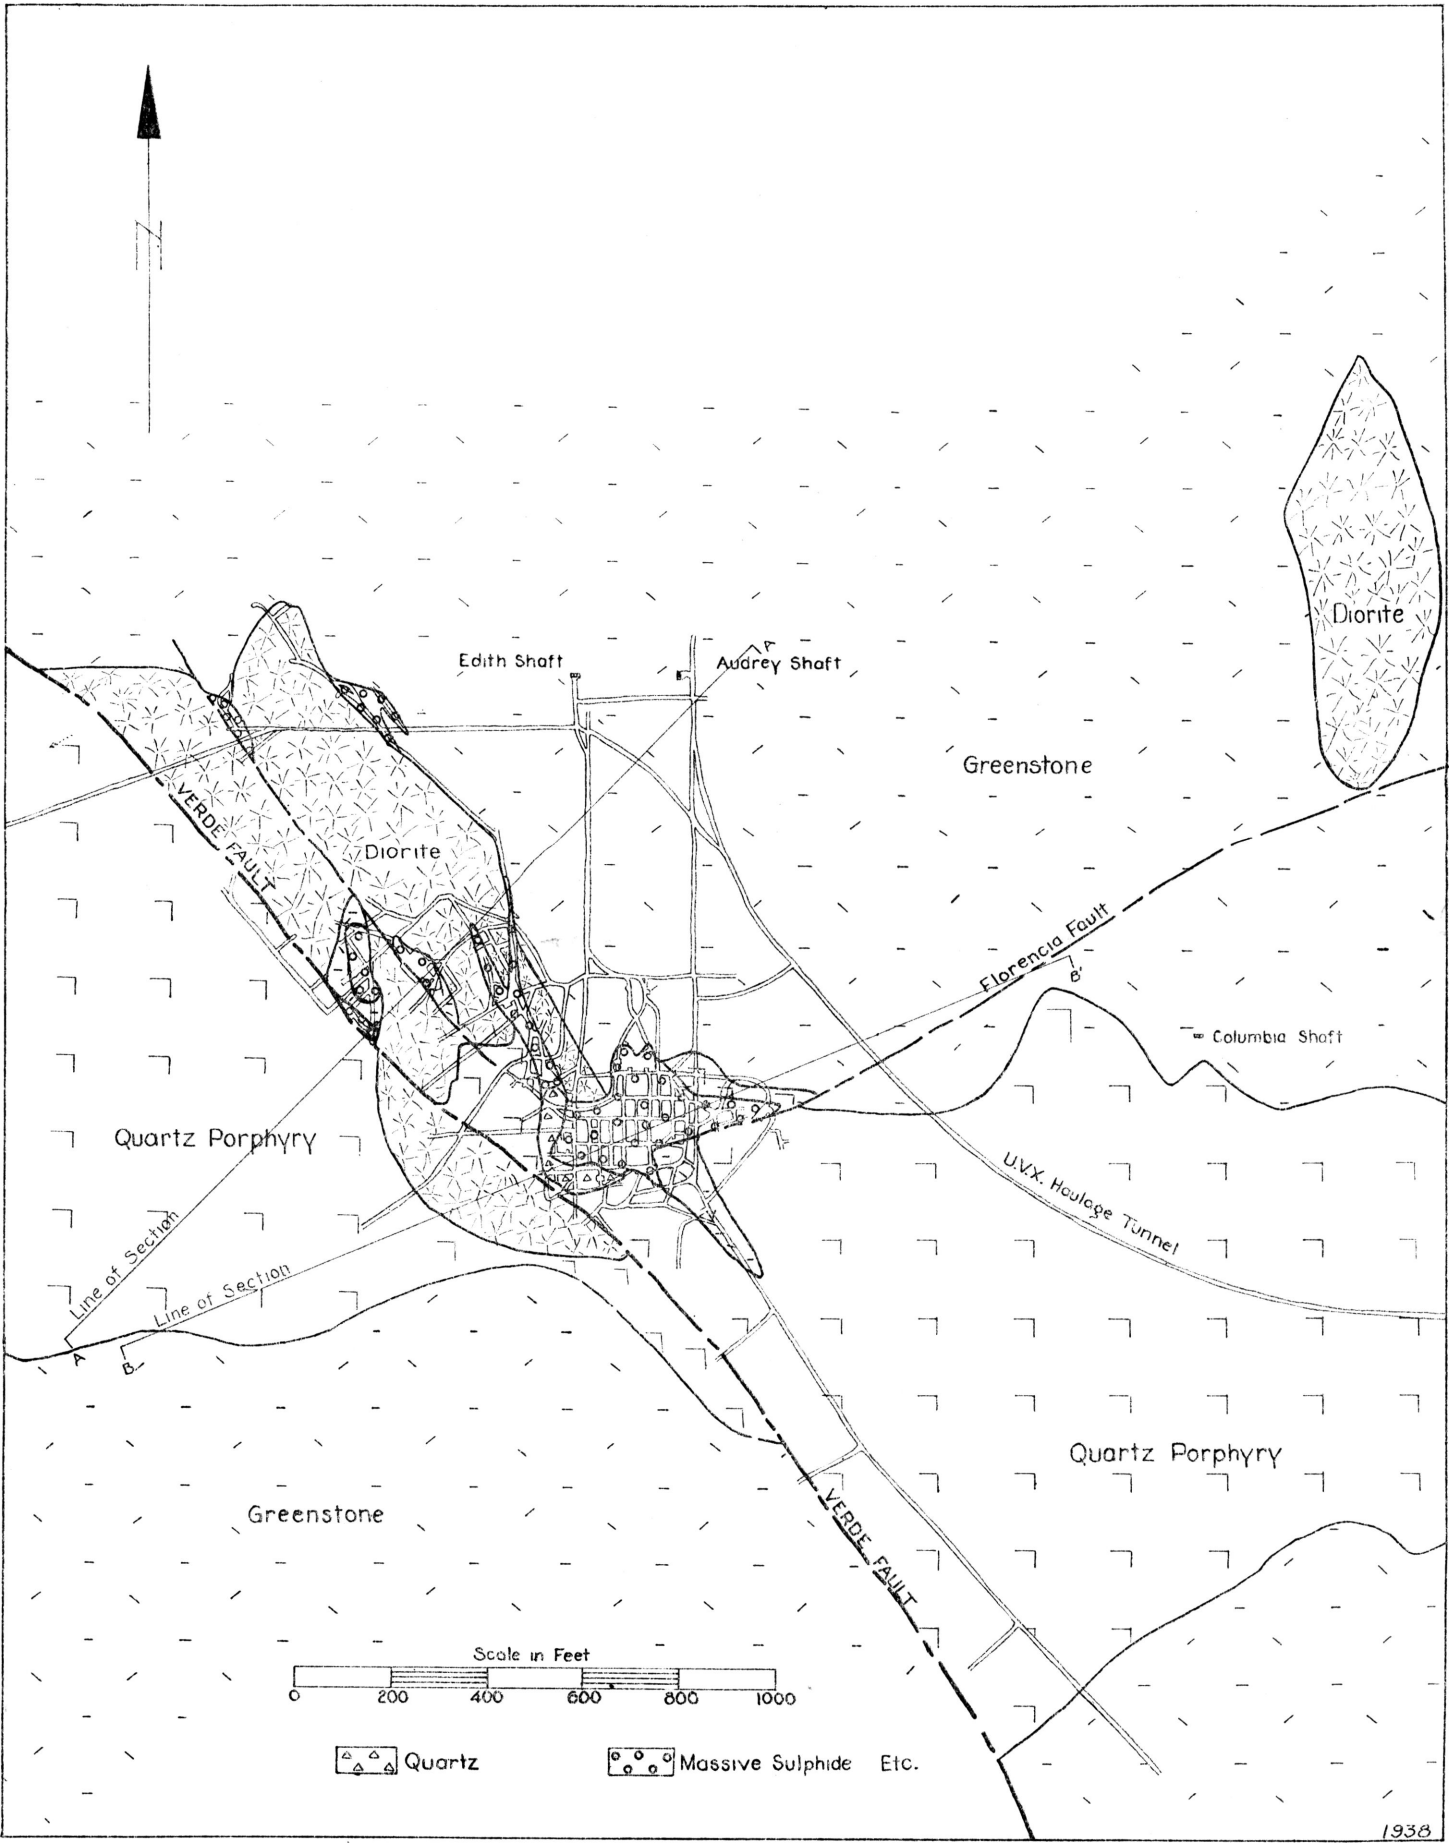 N
Edith Shaft
A'
Audrey Shaft
Diorite
Greenstone
VERDE FAULT
Diorite
Florencia Fault
B'
Columbia Shaft
Quartz Porphyry
U.V.X. Haulage Tunnel
Line of Section
Line of Section
A
B
Quartz Porphyry
Greenstone
VERDE FAULT
Scale in Feet
0 200 400 600 800 1000
Quartz
Massive Sulphide Etc.
1938